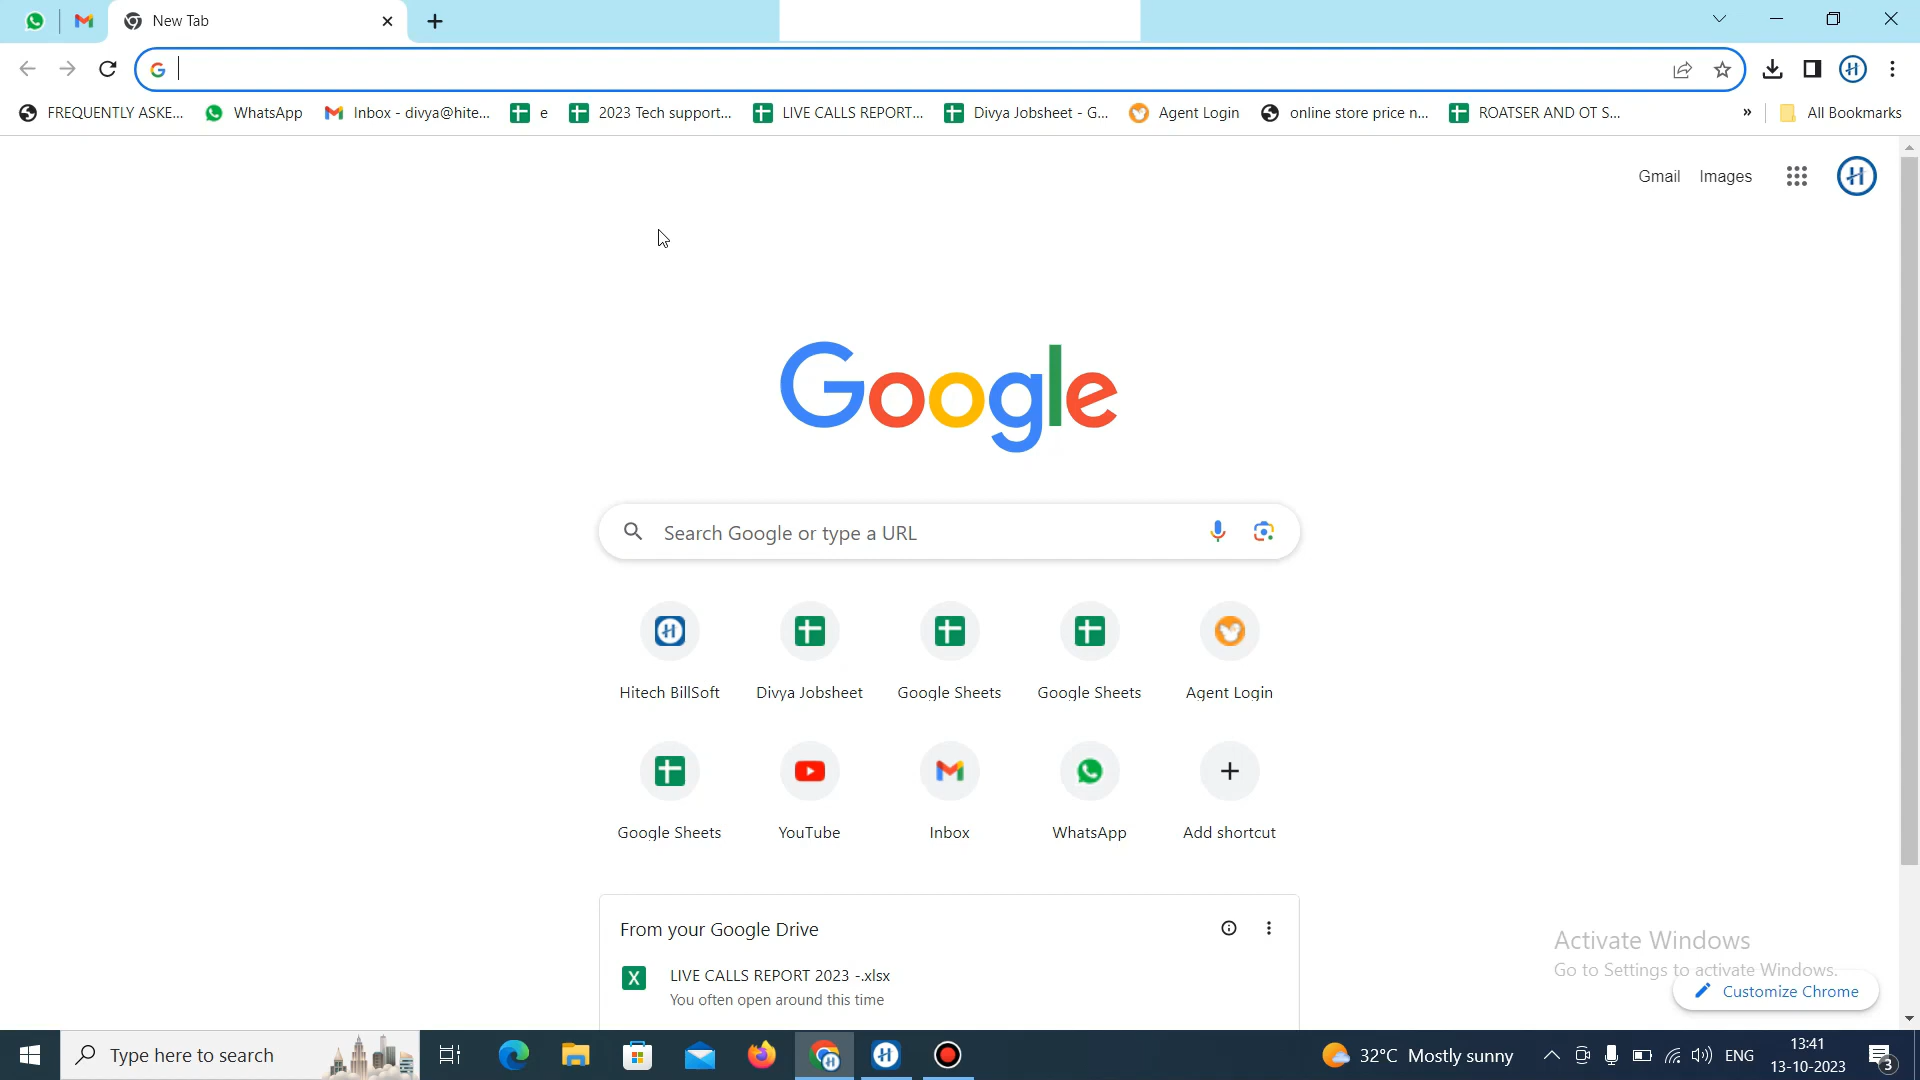 New Tab
FREQUENTLY ASKE... WhatsApp Inbox - divya@hite... e 2023 Tech support... LIVE CALLS REPORT... Divya Jobsheet - G... Agent Login online store price n... ROATSER AND OT S... » All Bookmarks
Gmail Images
Google
Search Google or type a URL
Hitech BillSoft Divya Jobsheet Google Sheets Google Sheets Agent Login
Google Sheets YouTube Inbox WhatsApp Add shortcut
From your Google Drive
LIVE CALLS REPORT 2023 -.xlsx
You often open around this time
Activate Windows
Go to Settings to activate Windows.
Customize Chrome
Type here to search 32°C Mostly sunny ENG 13:41
13-10-2023 3